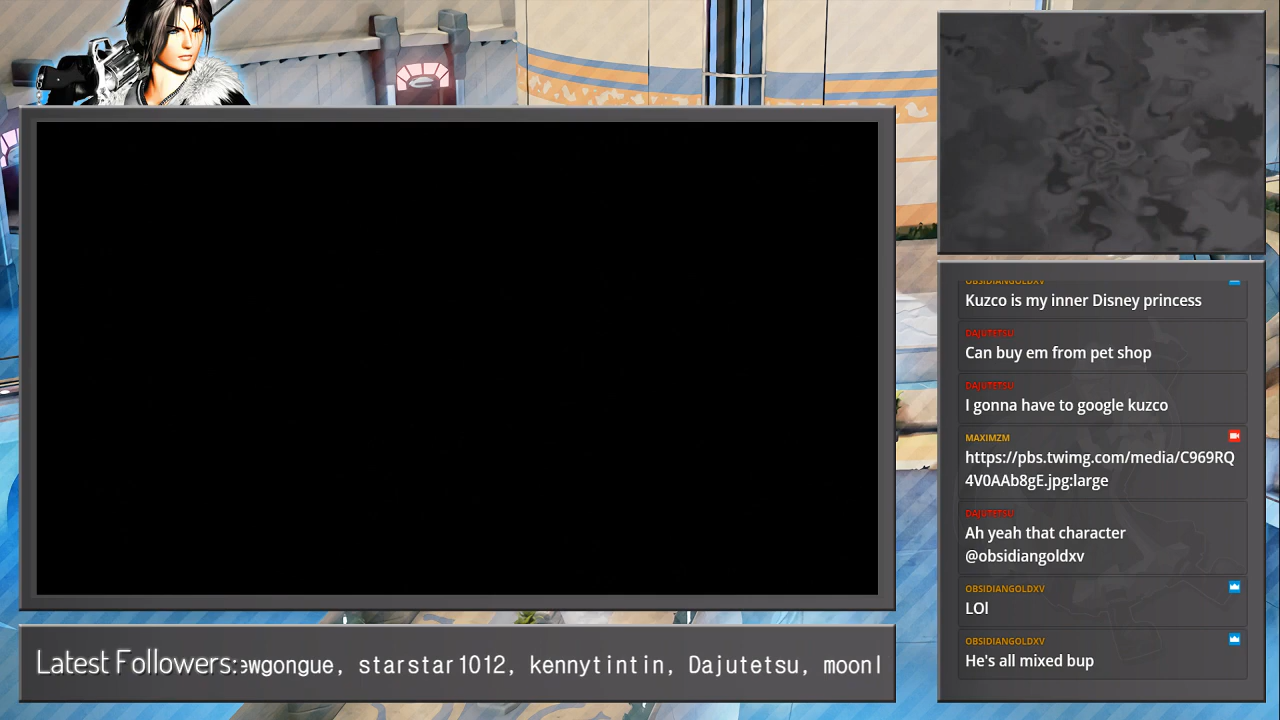 OBSIDIANGOLDXV
Kuzco is my inner Disney princess
DAJUTETSU
Can buy em from pet shop
DAJUTETSU
I gonna have to google kuzco
MAXIMZM
https://pbs.twimg.com/media/C969RQ
4V0AAb8gE.jpg:large
DAJUTETSU
Ah yeah that character
@obsidiangoldxv
OBSIDIANGOLDXV
LOl
OBSIDIANGOLDXV
He's all mixed bup
Latest Followers: ewgongue, starstar1012, kennytintin, Dajutetsu, moonl